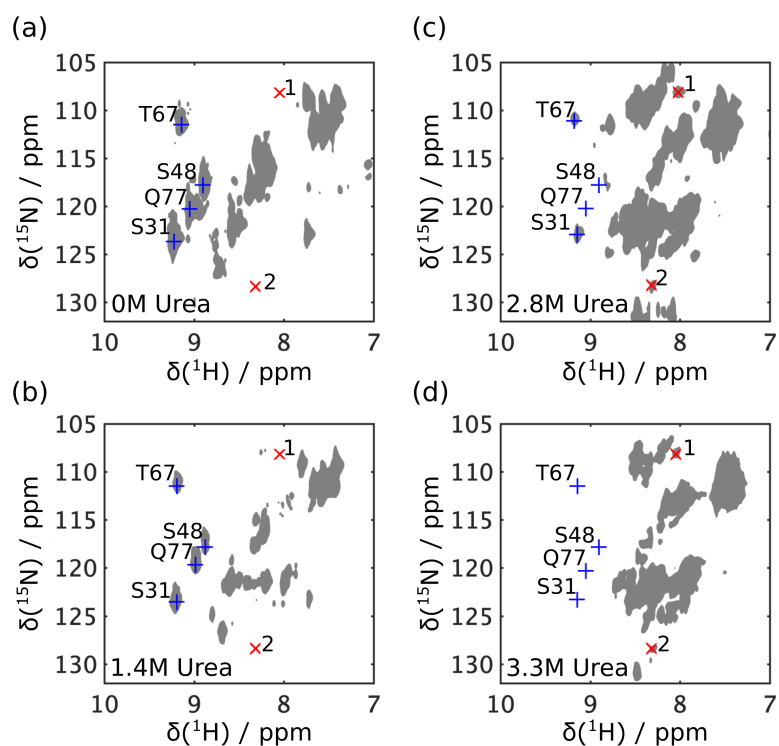 (a)
105
110
115
120
125
130
δ(¹⁵N) / ppm
T67
S48
Q77
S31
1
2
0M Urea
10 9 8 7
δ(¹H) / ppm
(c)
105
110
115
120
125
130
δ(¹⁵N) / ppm
T67
S48
Q77
S31
1
2
2.8M Urea
10 9 8 7
δ(¹H) / ppm
(b)
105
110
115
120
125
130
δ(¹⁵N) / ppm
T67
S48
Q77
S31
1
2
1.4M Urea
10 9 8 7
δ(¹H) / ppm
(d)
105
110
115
120
125
130
δ(¹⁵N) / ppm
T67
S48
Q77
S31
1
2
3.3M Urea
10 9 8 7
δ(¹H) / ppm